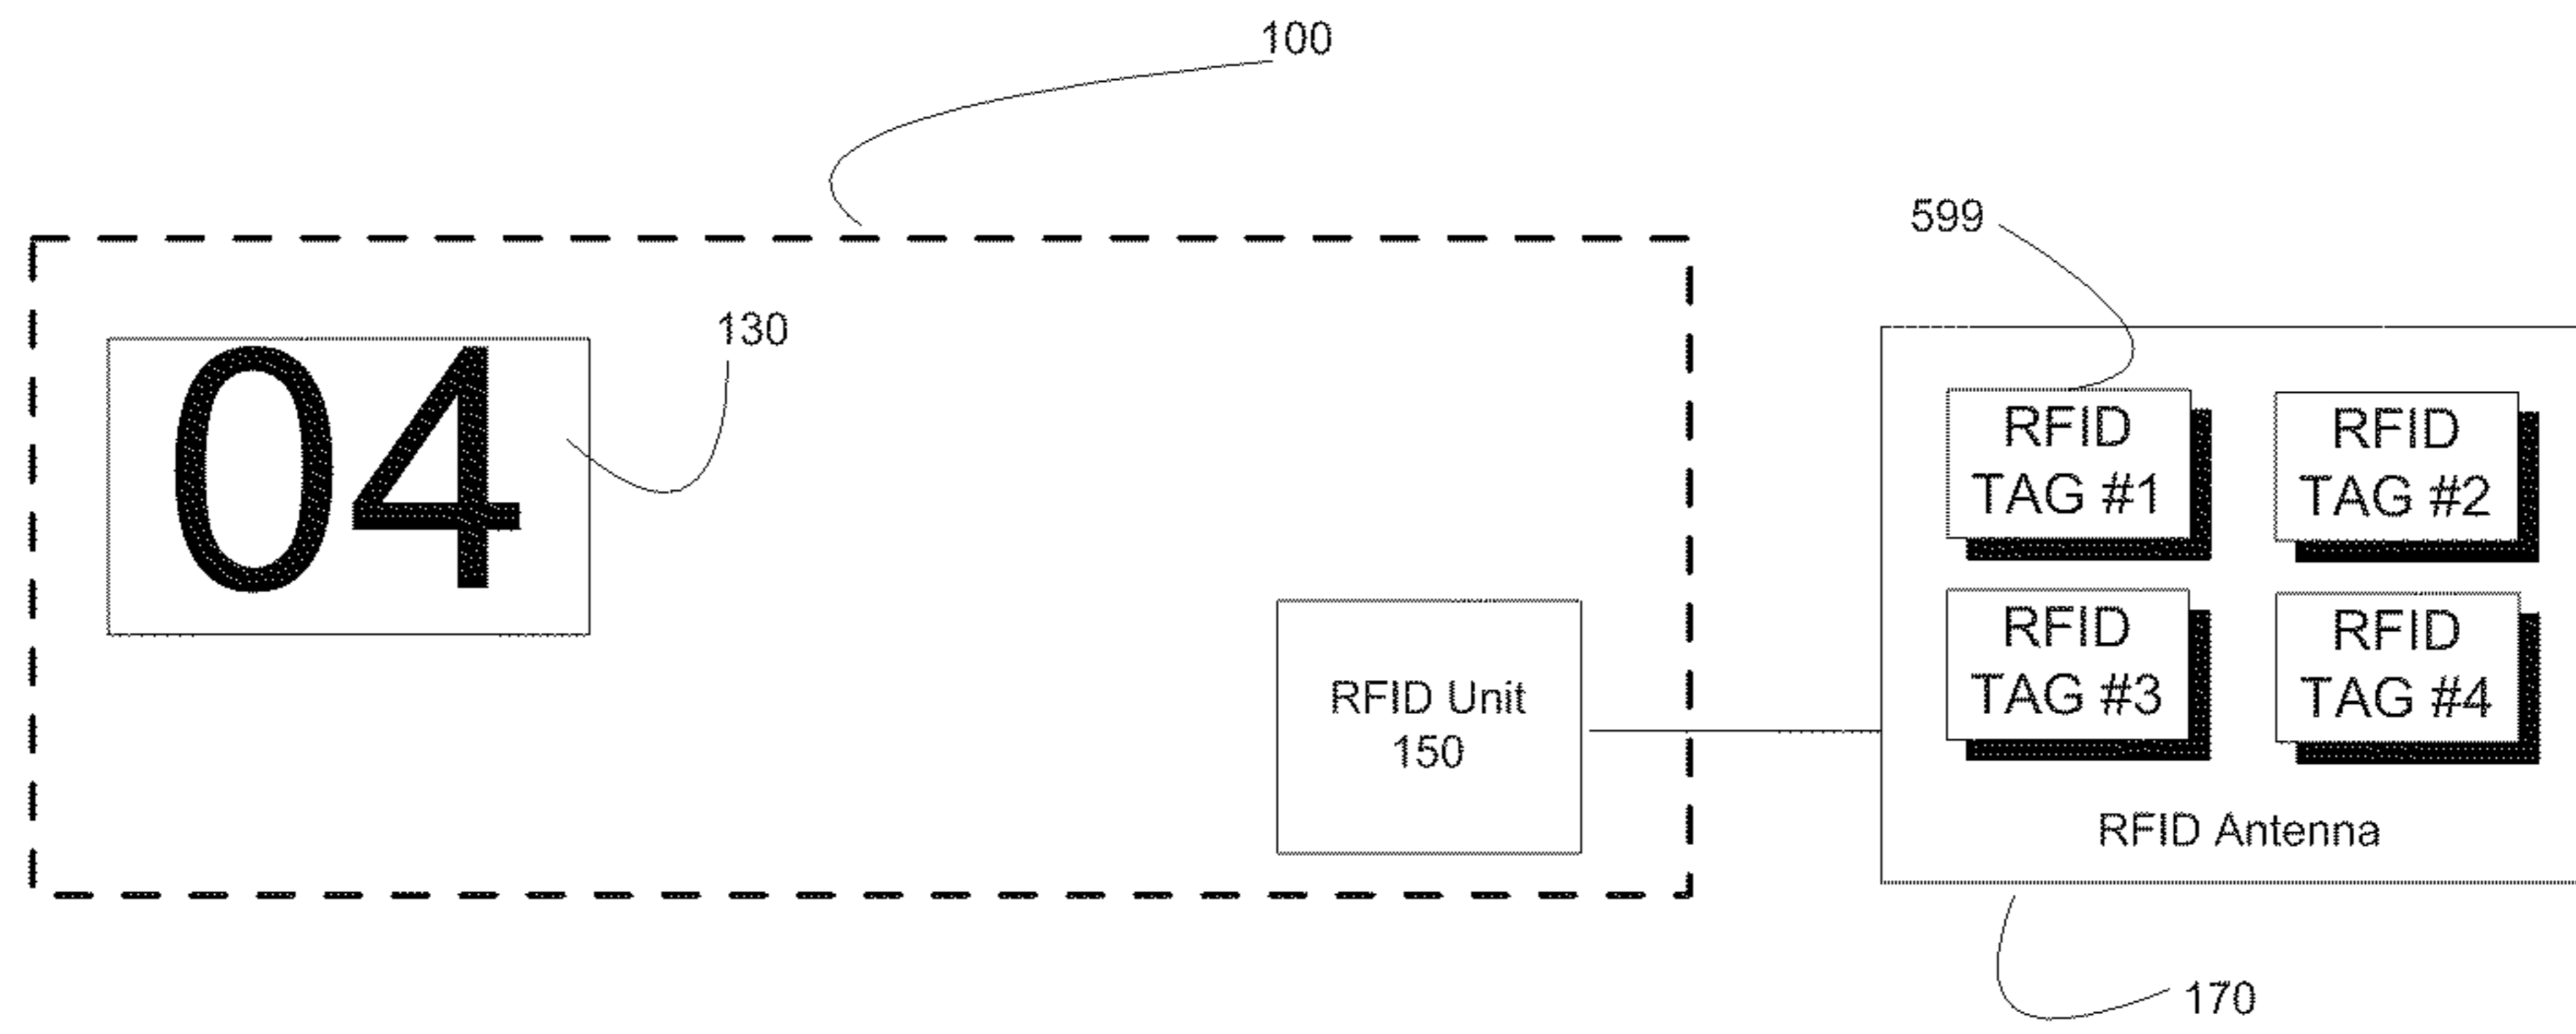 100
599
130
04
RFID
TAG #1
RFID
TAG #2
RFID
TAG #3
RFID
TAG #4
RFID Unit
150
RFID Antenna
170